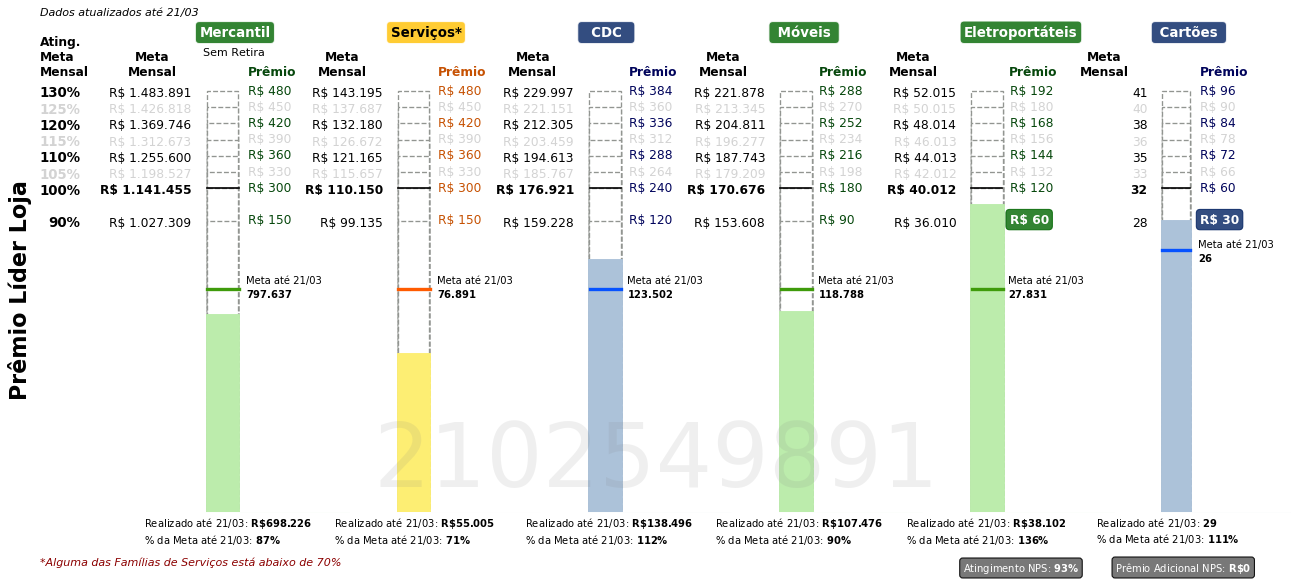 Dados atualizados até 21/03
Mercantil Serviços* CDC Móveis Eletroportáteis Cartões
Sem Retira
Ating. Meta Mensal
Meta Mensal Prêmio Meta Mensal Prêmio Meta Mensal Prêmio Meta Mensal Prêmio Meta Mensal Prêmio Meta Mensal Prêmio
130% R$ 1.483.891 R$ 480 R$ 143.195 R$ 480 R$ 229.997 R$ 384 R$ 221.878 R$ 288 R$ 52.015 R$ 192 41 R$ 96
125% R$ 1.426.818 R$ 450 R$ 137.687 R$ 450 R$ 221.151 R$ 360 R$ 213.345 R$ 270 R$ 50.015 R$ 180 40 R$ 90
120% R$ 1.369.746 R$ 420 R$ 132.180 R$ 420 R$ 212.305 R$ 336 R$ 204.811 R$ 252 R$ 48.014 R$ 168 38 R$ 84
115% R$ 1.312.673 R$ 390 R$ 126.672 R$ 390 R$ 203.459 R$ 312 R$ 196.277 R$ 234 R$ 46.013 R$ 156 36 R$ 78
110% R$ 1.255.600 R$ 360 R$ 121.165 R$ 360 R$ 194.613 R$ 288 R$ 187.743 R$ 216 R$ 44.013 R$ 144 35 R$ 72
105% R$ 1.198.527 R$ 330 R$ 115.657 R$ 330 R$ 185.767 R$ 264 R$ 179.209 R$ 198 R$ 42.012 R$ 132 33 R$ 66
100% R$ 1.141.455 R$ 300 R$ 110.150 R$ 300 R$ 176.921 R$ 240 R$ 170.676 R$ 180 R$ 40.012 R$ 120 32 R$ 60
90% R$ 1.027.309 R$ 150 R$ 99.135 R$ 150 R$ 159.228 R$ 120 R$ 153.608 R$ 90 R$ 36.010 R$ 60 28 R$ 30
Meta até 21/03
26
Meta até 21/03 Meta até 21/03 Meta até 21/03 Meta até 21/03 Meta até 21/03
797.637 76.891 123.502 118.788 27.831
Prêmio Líder Loja
2102549891
Realizado até 21/03: R$698.226 Realizado até 21/03: R$55.005 Realizado até 21/03: R$138.496 Realizado até 21/03: R$107.476 Realizado até 21/03: R$38.102 Realizado até 21/03: 29
% da Meta até 21/03: 87% % da Meta até 21/03: 71% % da Meta até 21/03: 112% % da Meta até 21/03: 90% % da Meta até 21/03: 136% % da Meta até 21/03: 111%
*Alguma das Famílias de Serviços está abaixo de 70%
Atingimento NPS: 93% Prêmio Adicional NPS: R$0